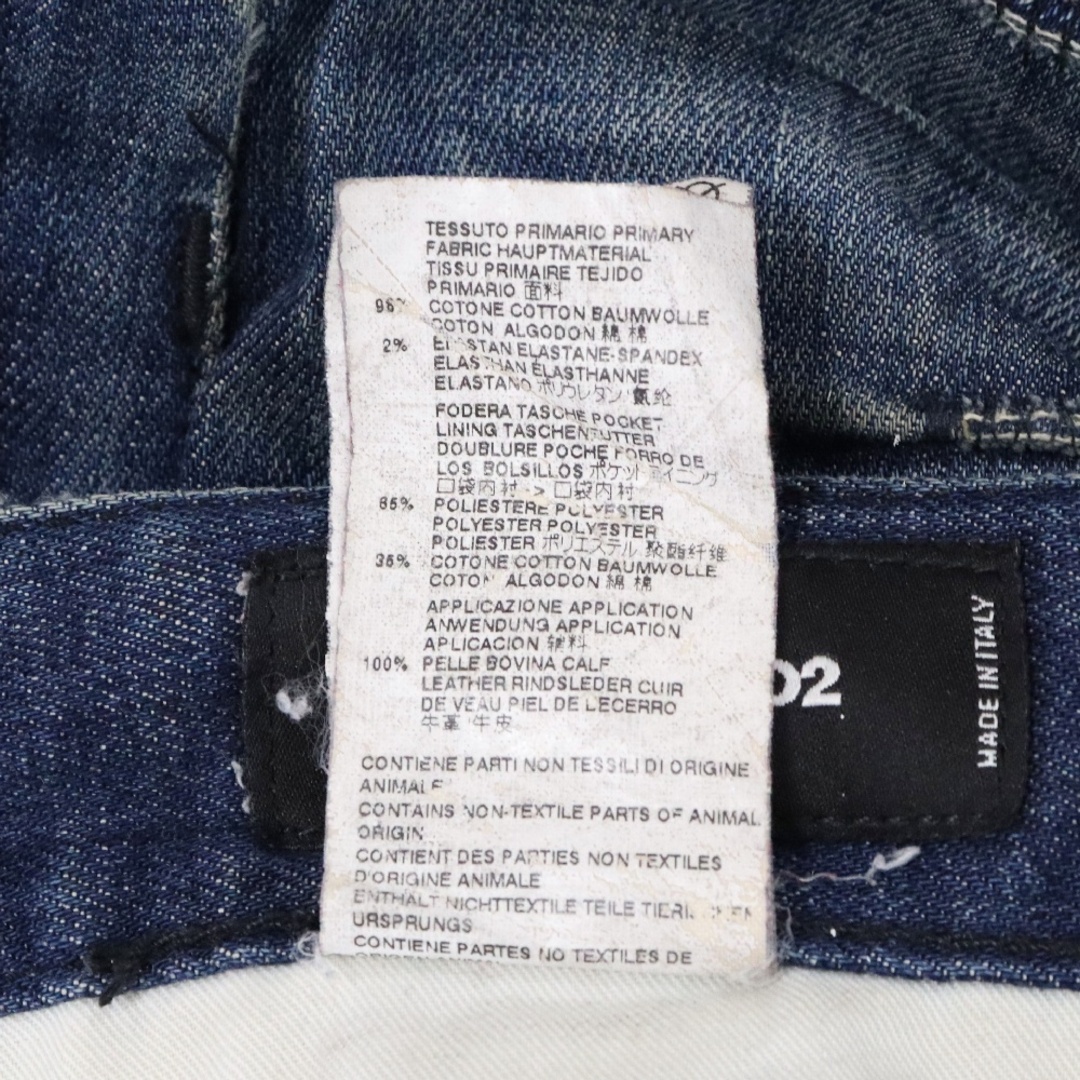 TESSUTO PRIMARIO PRIMARY
FABRIC HAUPTMATERIAL
TISSU PRIMAIRE TEJIDO
PRIMARIO 面料
98% COTONE COTTON BAUMWOLLE
COTON ALGODON 綿 棉
2% ELASTAN ELASTANE-SPANDEX
ELASTHAN ELASTHANNE
ELASTANO ポリウレタン 氨纶
FODERA TASCHE POCKET
LINING TASCHENFUTTER
DOUBLURE POCHE FORRO DE
LOS BOLSILLOS ポケットライニング
口袋内衬 -> 口袋内衬
65% POLIESTERE POLYESTER
POLYESTER POLYESTER
POLIESTER ポリエステル 聚酯纤维
35% COTONE COTTON BAUMWOLLE
COTON ALGODON 綿 棉
APPLICAZIONE APPLICATION
ANWENDUNG APPLICATION
APLICACION 辅料
100% PELLE BOVINA CALF
LEATHER RINDSLEDER CUIR
DE VEAU PIEL DE BECERRO
牛革 牛皮
CONTIENE PARTI NON TESSILI DI ORIGINE
ANIMALE
CONTAINS NON-TEXTILE PARTS OF ANIMAL
ORIGIN
CONTIENT DES PARTIES NON TEXTILES
D'ORIGINE ANIMALE
ENTHÄLT NICHTTEXTILE TEILE TIERISCHEN
URSPRUNGS
CONTIENE PARTES NO TEXTILES DE
D2
MADE IN ITALY